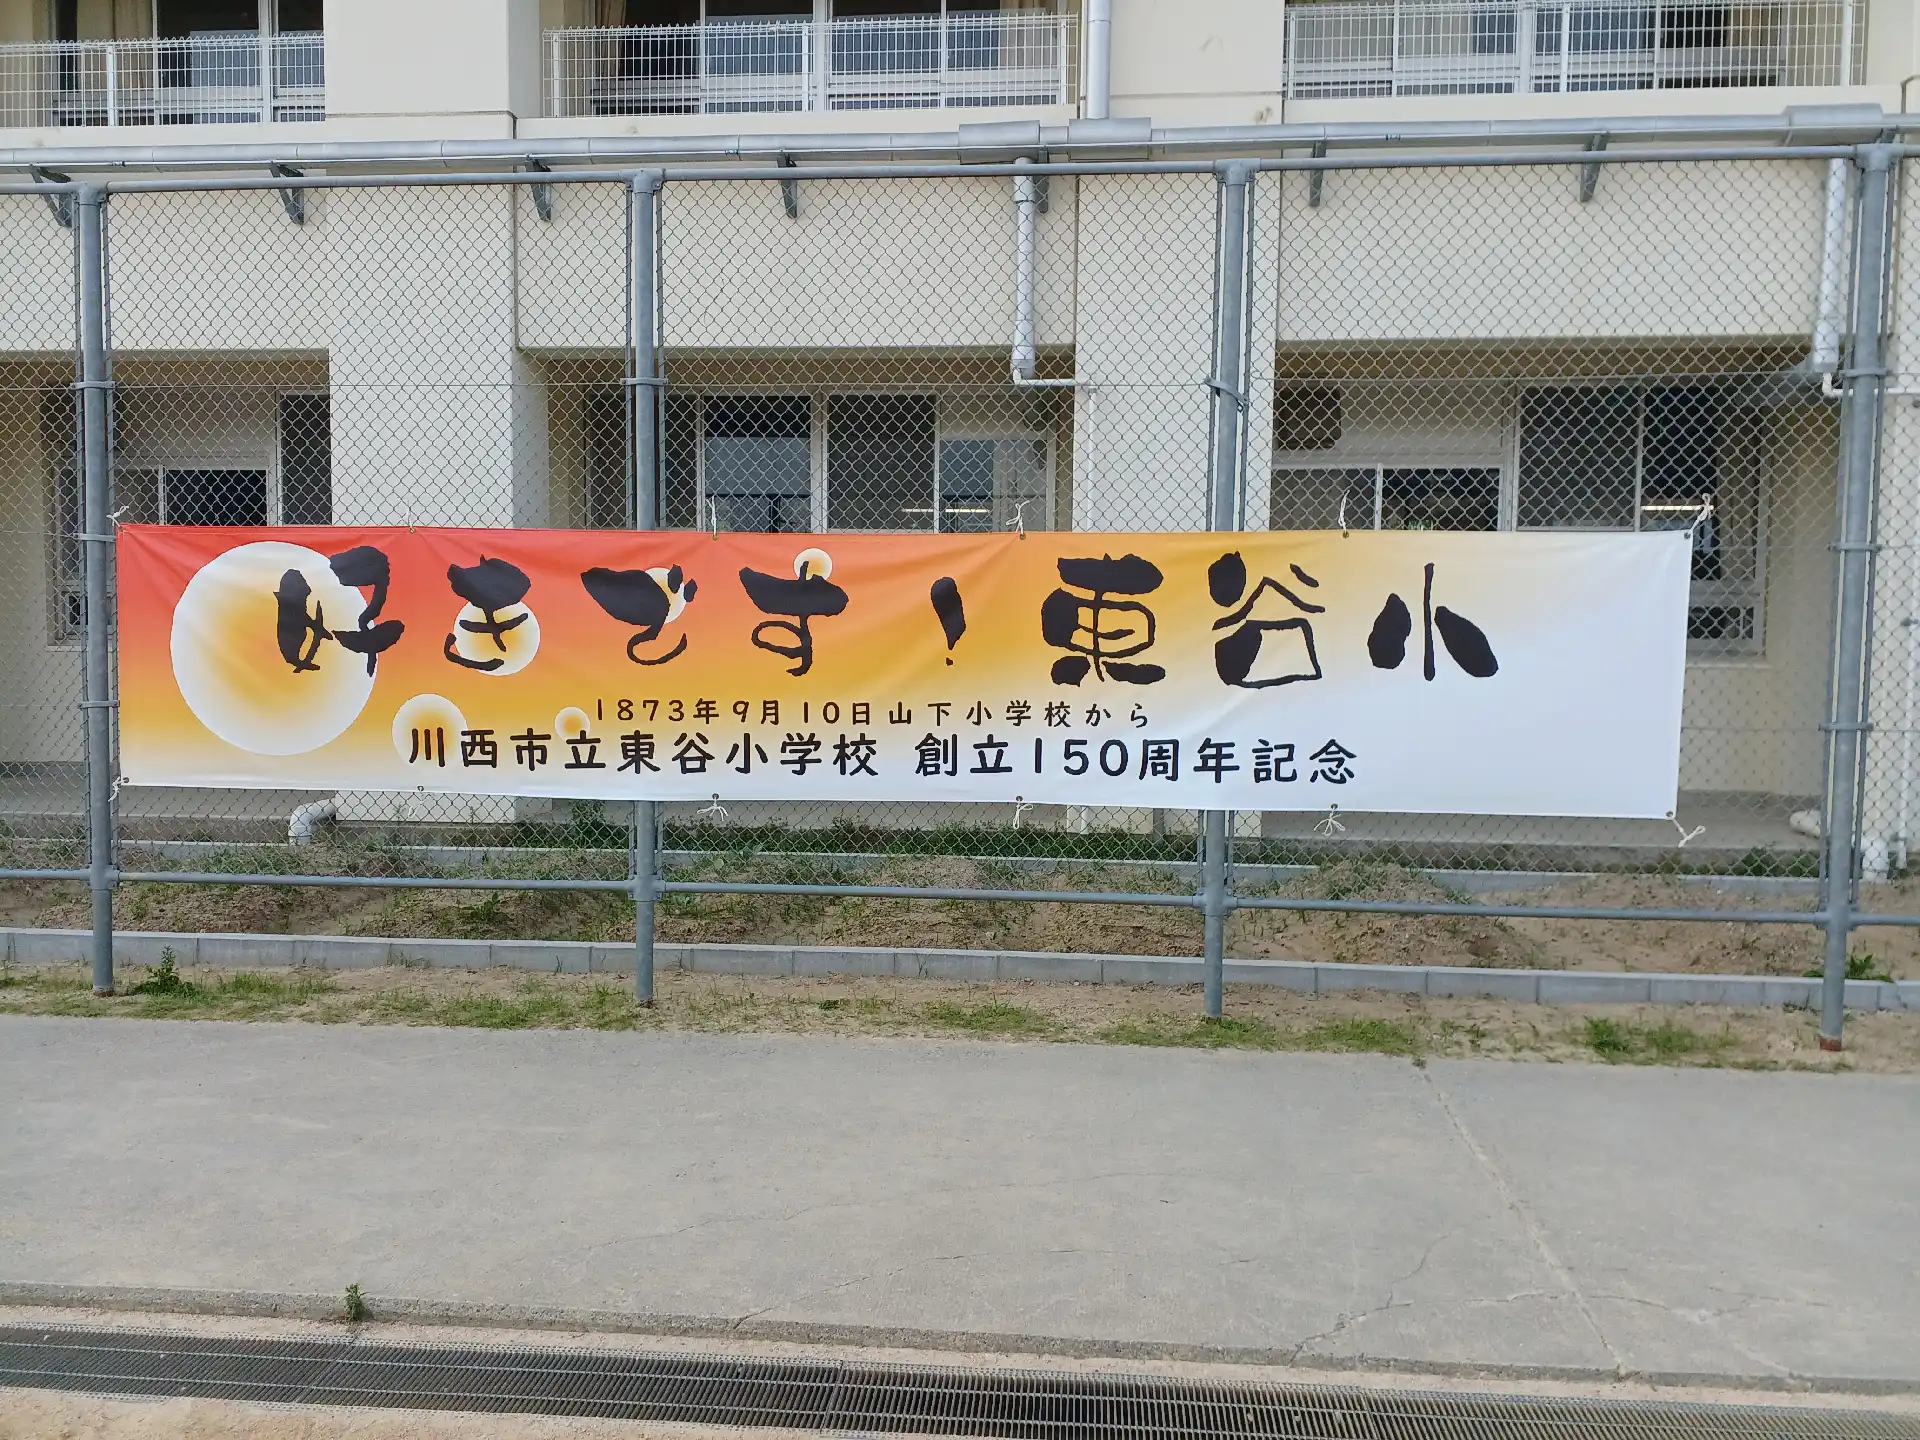 好きです！東谷小
1873年9月10日山下小学校から
川西市立東谷小学校 創立150周年記念